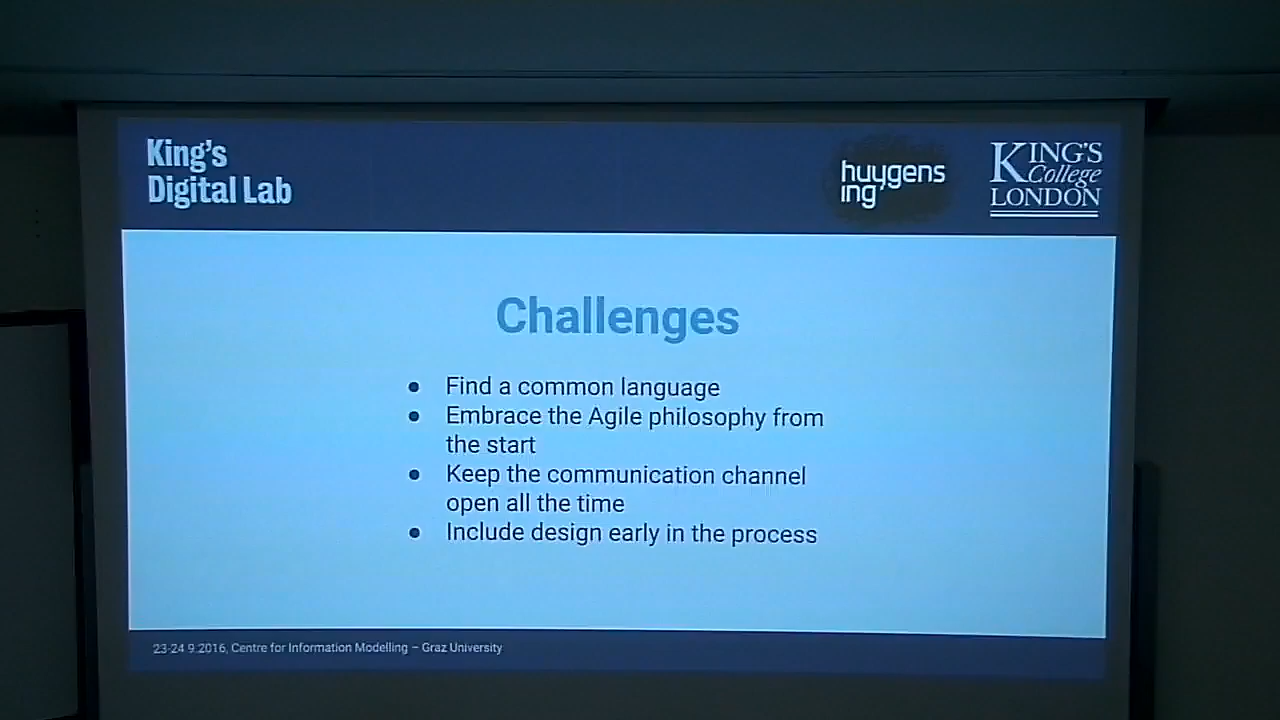 King's
Digital Lab
huygens
ing
KING'S
College
LONDON
Challenges
● Find a common language
● Embrace the Agile philosophy from
the start
● Keep the communication channel
open all the time
● Include design early in the process
23-24 9.2016, Centre for Information Modelling – Graz University